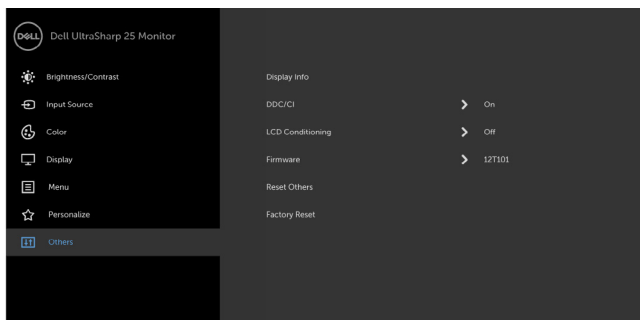 DELL Dell UltraSharp 25 Monitor
Brightness/Contrast
Display Info
Input Source
DDC/CI On
Color
LCD Conditioning Off
Display
Firmware 12T101
Menu
Reset Others
Personalize
Factory Reset
Others